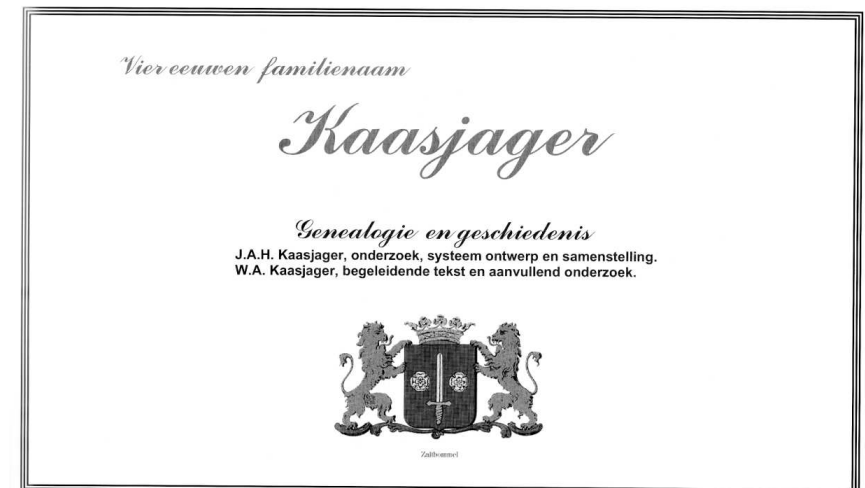 Vier eeuwen familienaam
Kaasjager
Genealogie en geschiedenis
J.A.H. Kaasjager, onderzoek, systeem ontwerp en samenstelling.
W.A. Kaasjager, begeleidende tekst en aanvullend onderzoek.
Zaltbommel